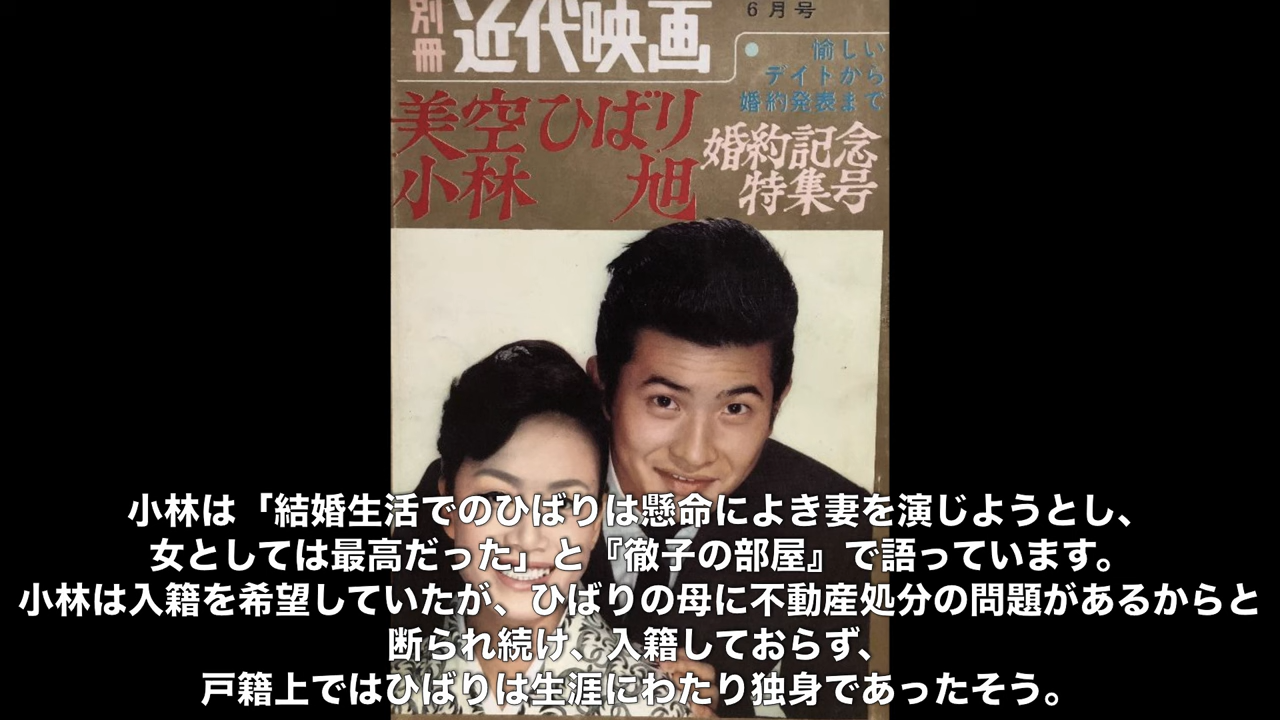 別冊
近代映画
6月号
愉しい
デイトから
婚約発表まで
美空ひばり
小林 旭
婚約記念
特集号
小林は「結婚生活でのひばりは懸命によき妻を演じようとし、
女としては最高だった」と『徹子の部屋』で語っています。
小林は入籍を希望していたが、ひばりの母に不動産処分の問題があるからと
断られ続け、入籍しておらず、
戸籍上ではひばりは生涯にわたり独身であったそう。